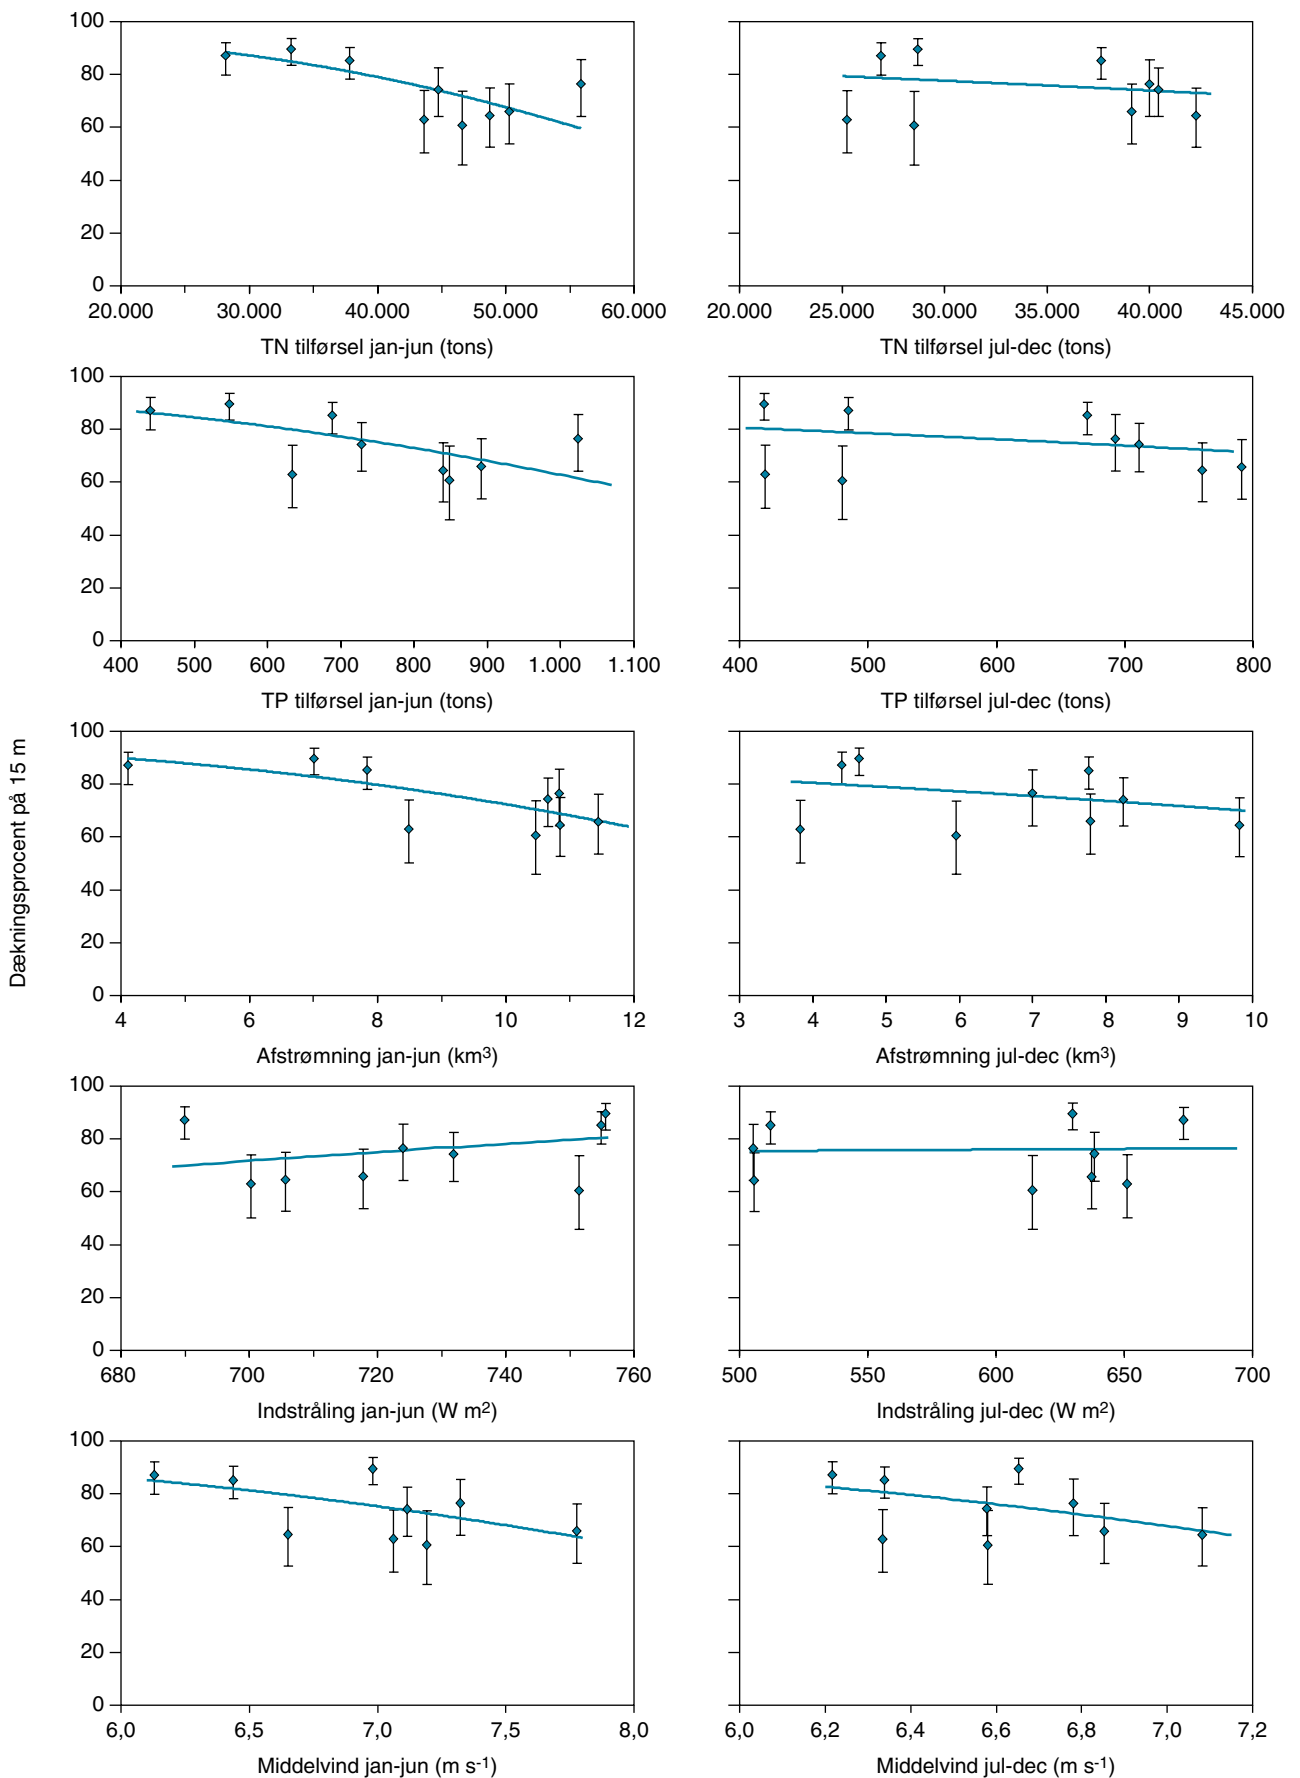 Dækningsprocent på 15 m
100
80
60
40
20
0
20.000 30.000 40.000 50.000 60.000
TN tilførsel jan-jun (tons)
20.000 25.000 30.000 35.000 40.000 45.000
TN tilførsel jul-dec (tons)
100
80
60
40
20
0
400 500 600 700 800 900 1.000 1.100
TP tilførsel jan-jun (tons)
400 500 600 700 800
TP tilførsel jul-dec (tons)
100
80
60
40
20
0
4 6 8 10 12
Afstrømning jan-jun (km³)
3 4 5 6 7 8 9 10
Afstrømning jul-dec (km³)
100
80
60
40
20
0
680 700 720 740 760
Indstråling jan-jun (W m²)
500 550 600 650 700
Indstråling jul-dec (W m²)
100
80
60
40
20
0
6,0 6,5 7,0 7,5 8,0
Middelvind jan-jun (m s⁻¹)
6,0 6,2 6,4 6,6 6,8 7,0 7,2
Middelvind jul-dec (m s⁻¹)